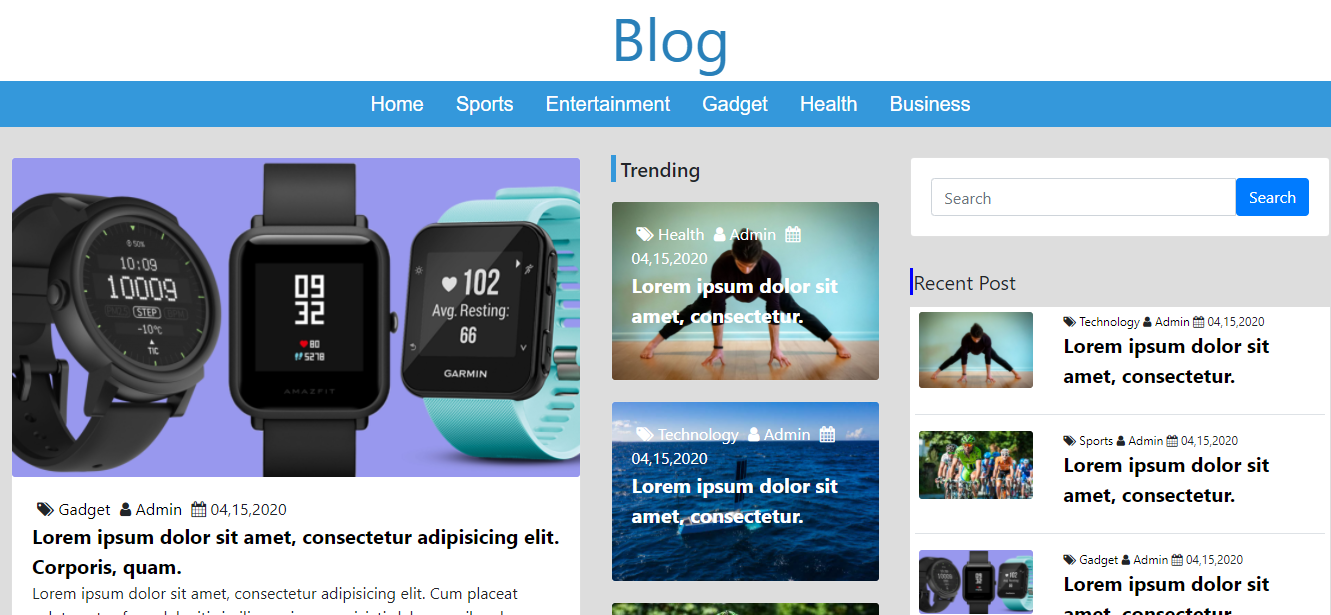 Blog
Home Sports Entertainment Gadget Health Business
10:09
10009
STEP
-10°C
TIC
09
32
80
5278
AMAZFIT
102
Avg. Resting:
66
GARMIN
Gadget Admin 04,15,2020
Lorem ipsum dolor sit amet, consectetur adipisicing elit.
Corporis, quam.
Lorem ipsum dolor sit amet, consectetur adipisicing elit. Cum placeat
Trending
Health Admin
04,15,2020
Lorem ipsum dolor sit
amet, consectetur.
Technology Admin
04,15,2020
Lorem ipsum dolor sit
amet, consectetur.
Search Search
Recent Post
Technology Admin 04,15,2020
Lorem ipsum dolor sit
amet, consectetur.
Sports Admin 04,15,2020
Lorem ipsum dolor sit
amet, consectetur.
Gadget Admin 04,15,2020
Lorem ipsum dolor sit
amet, consectetur.